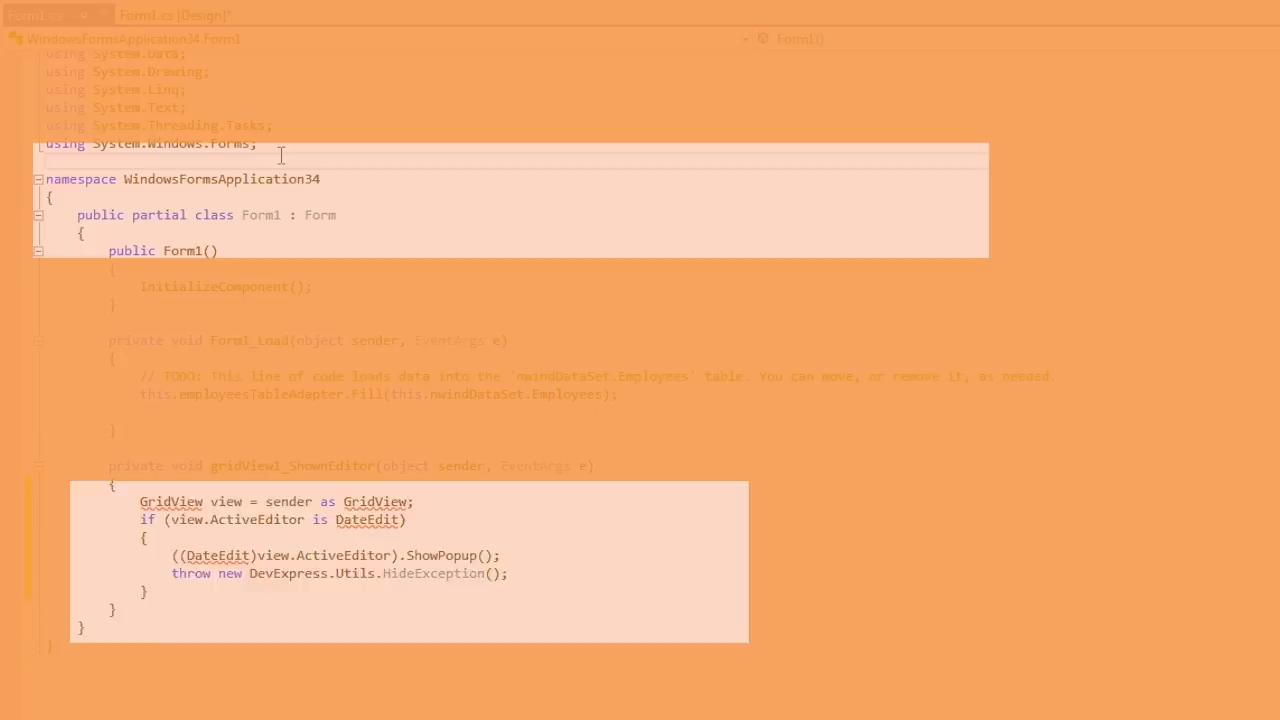 Form1.cs Form1.cs [Design]*
WindowsFormsApplication34.Form1 Form1()
using System.Data;
using System.Drawing;
using System.Linq;
using System.Text;
using System.Threading.Tasks;
using System.Windows.Forms;
namespace WindowsFormsApplication34
{
public partial class Form1 : Form
{
public Form1()
{
InitializeComponent();
}
private void Form1_Load(object sender, EventArgs e)
{
// TODO: This line of code loads data into the 'nwindDataSet.Employees' table. You can move, or remove it, as needed.
this.employeesTableAdapter.Fill(this.nwindDataSet.Employees);
}
private void gridView1_ShownEditor(object sender, EventArgs e)
{
GridView view = sender as GridView;
if (view.ActiveEditor is DateEdit)
{
((DateEdit)view.ActiveEditor).ShowPopup();
throw new DevExpress.Utils.HideException();
}
}
}
}